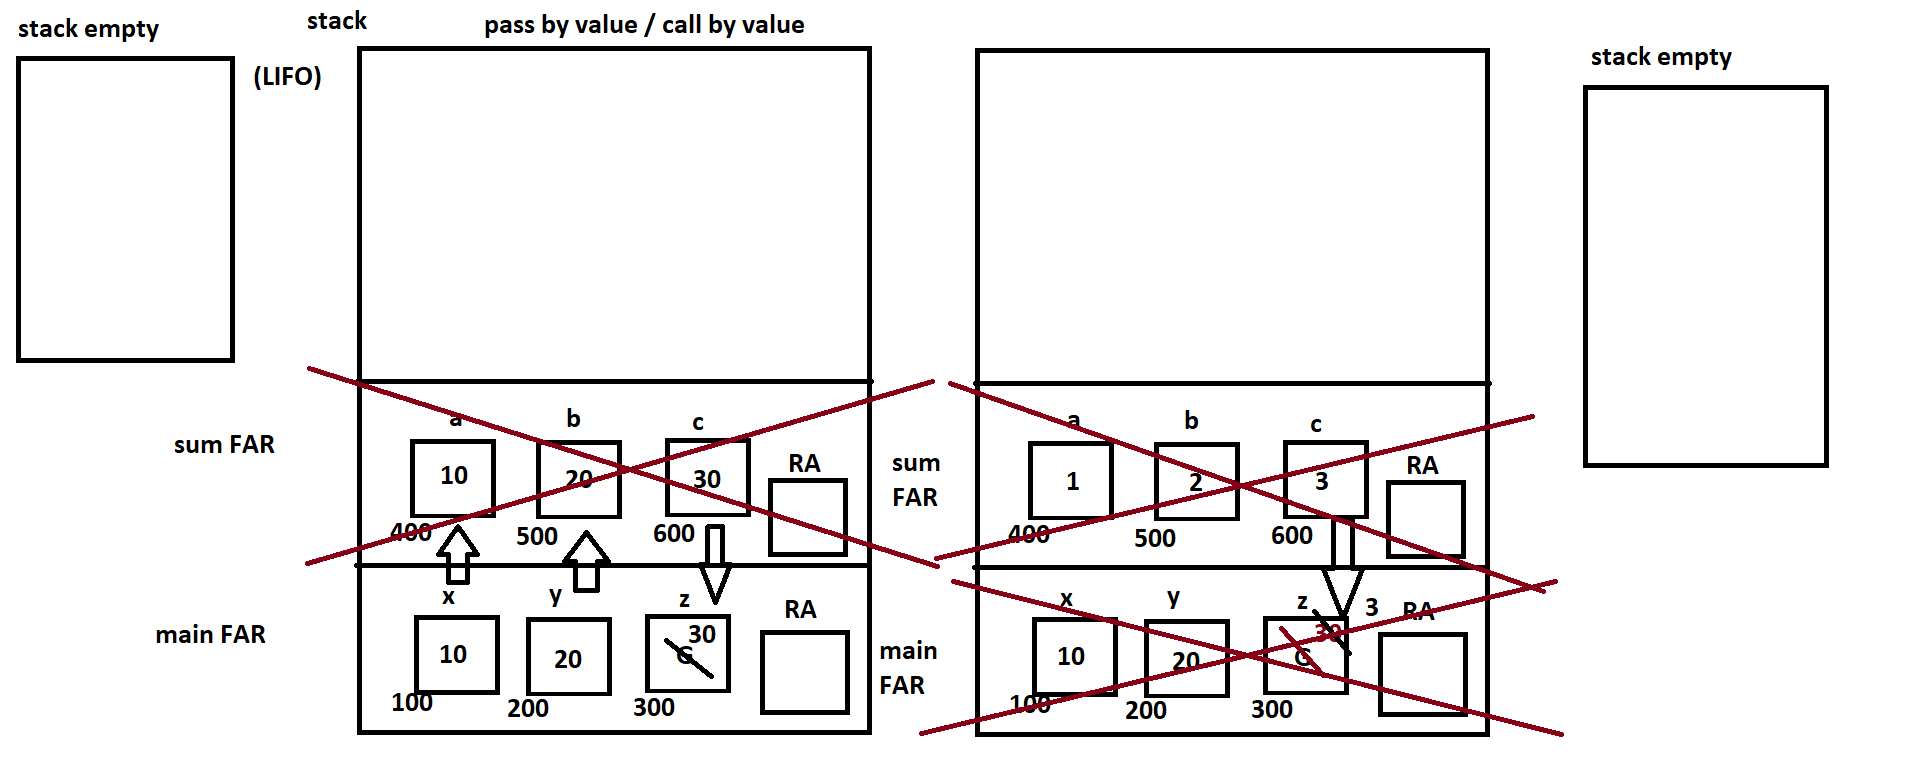 stack empty
(LIFO)
stack
pass by value / call by value
sum FAR
a
b
c
RA
10
20
30
400
500
600
main FAR
x
y
z
RA
10
20
30
G
100
200
300
sum
FAR
a
b
c
RA
1
2
3
400
500
600
main
FAR
x
y
z
3
RA
10
20
30
G
100
200
300
stack empty